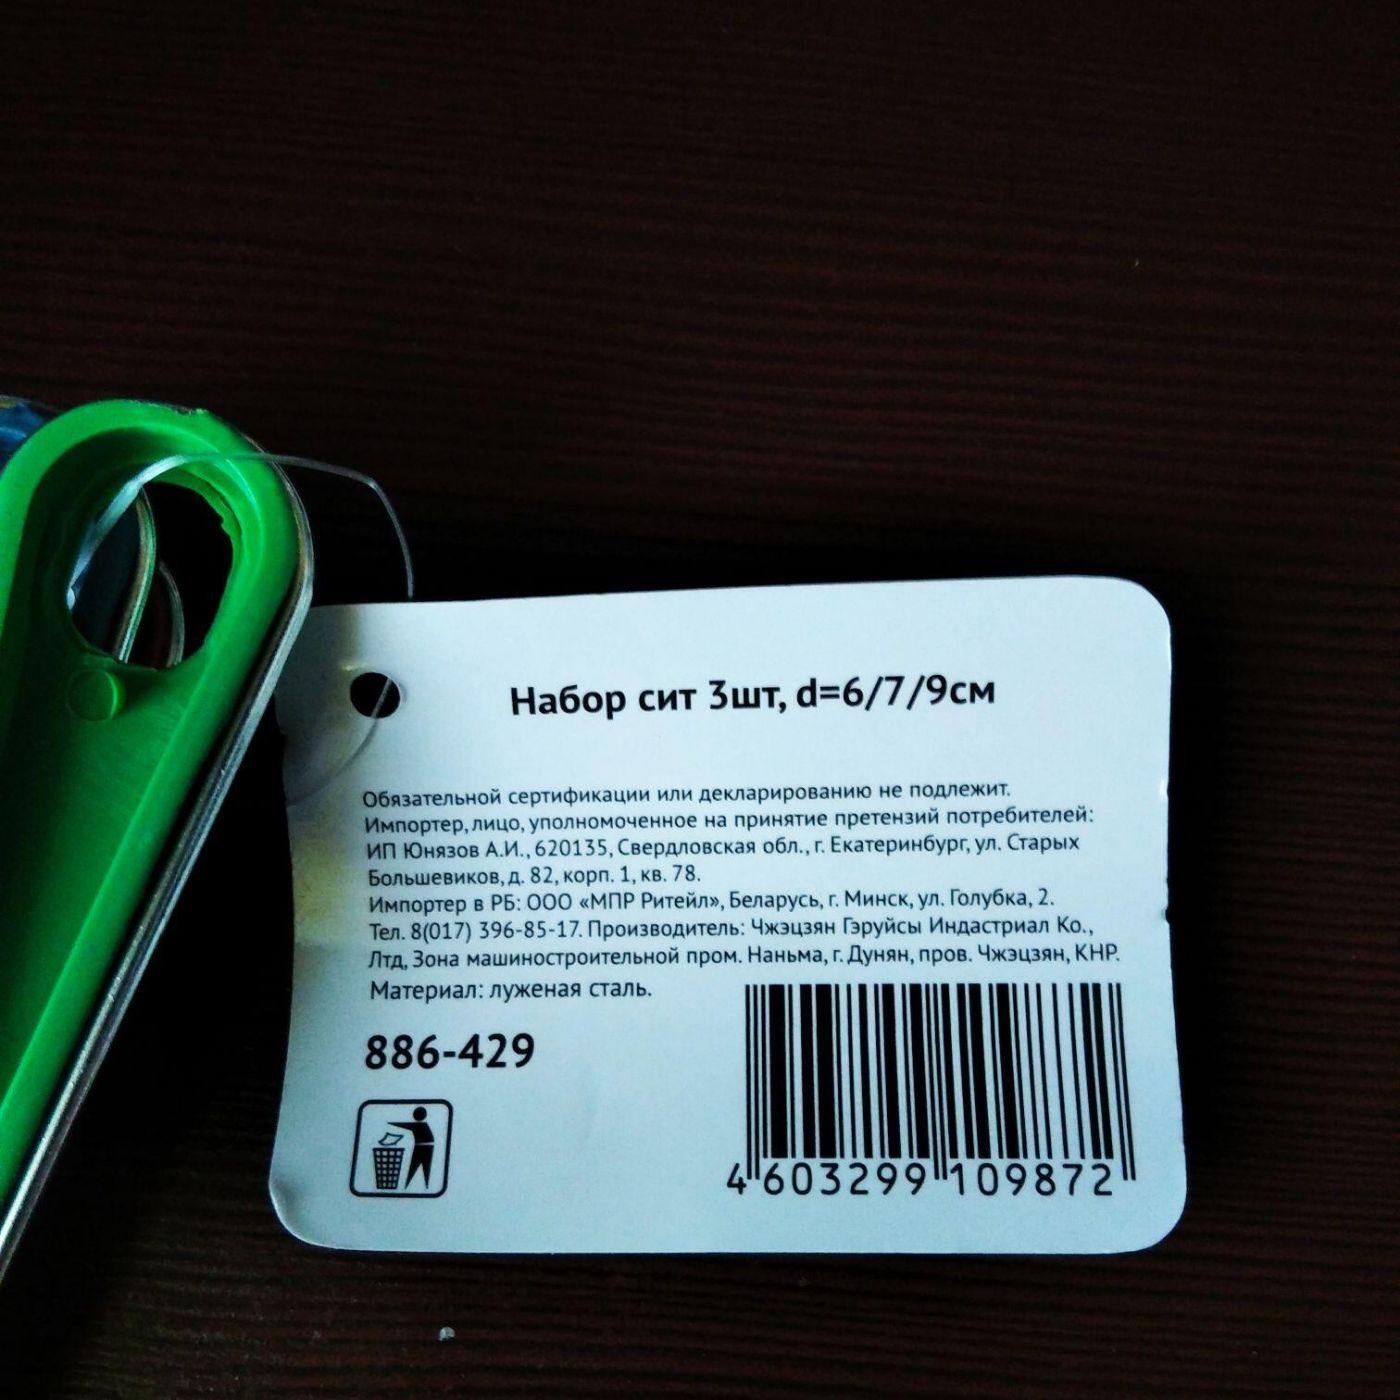 Набор сит 3шт, d=6/7/9см
Обязательной сертификации или декларированию не подлежит.
Импортер, лицо, уполномоченное на принятие претензий потребителей:
ИП Юнязов А.И., 620135, Свердловская обл., г. Екатеринбург, ул. Старых
Большевиков, д. 82, корп. 1, кв. 78.
Импортер в РБ: ООО «МПР Ритейл», Беларусь, г. Минск, ул. Голубка, 2.
Тел. 8(017) 396-85-17. Производитель: Чжэцзян Гэруйсы Индастриал Ко.,
Лтд, Зона машиностроительной пром. Наньма, г. Дунян, пров. Чжэцзян, КНР.
Материал: луженая сталь.
886-429
4 603299 109872